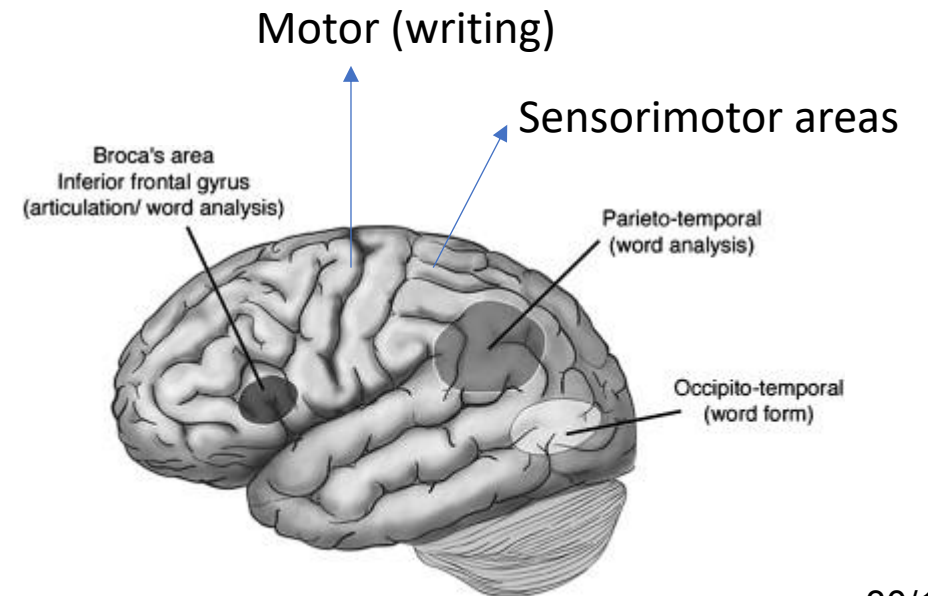 Motor (writing)
Sensorimotor areas
Broca's area
Inferior frontal gyrus
(articulation/ word analysis)
Parieto-temporal
(word analysis)
Occipito-temporal
(word form)